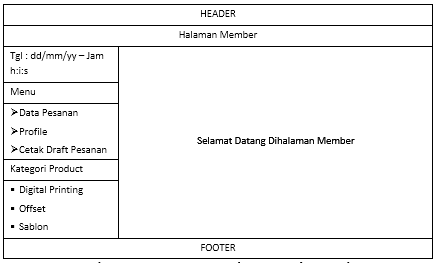 HEADER
Halaman Member
Tgl : dd/mm/yy – Jam
h:i:s
Menu
➢Data Pesanan
➢Profile
➢Cetak Draft Pesanan
Kategori Product
▪ Digital Printing
▪ Offset
▪ Sablon
Selamat Datang Dihalaman Member
FOOTER